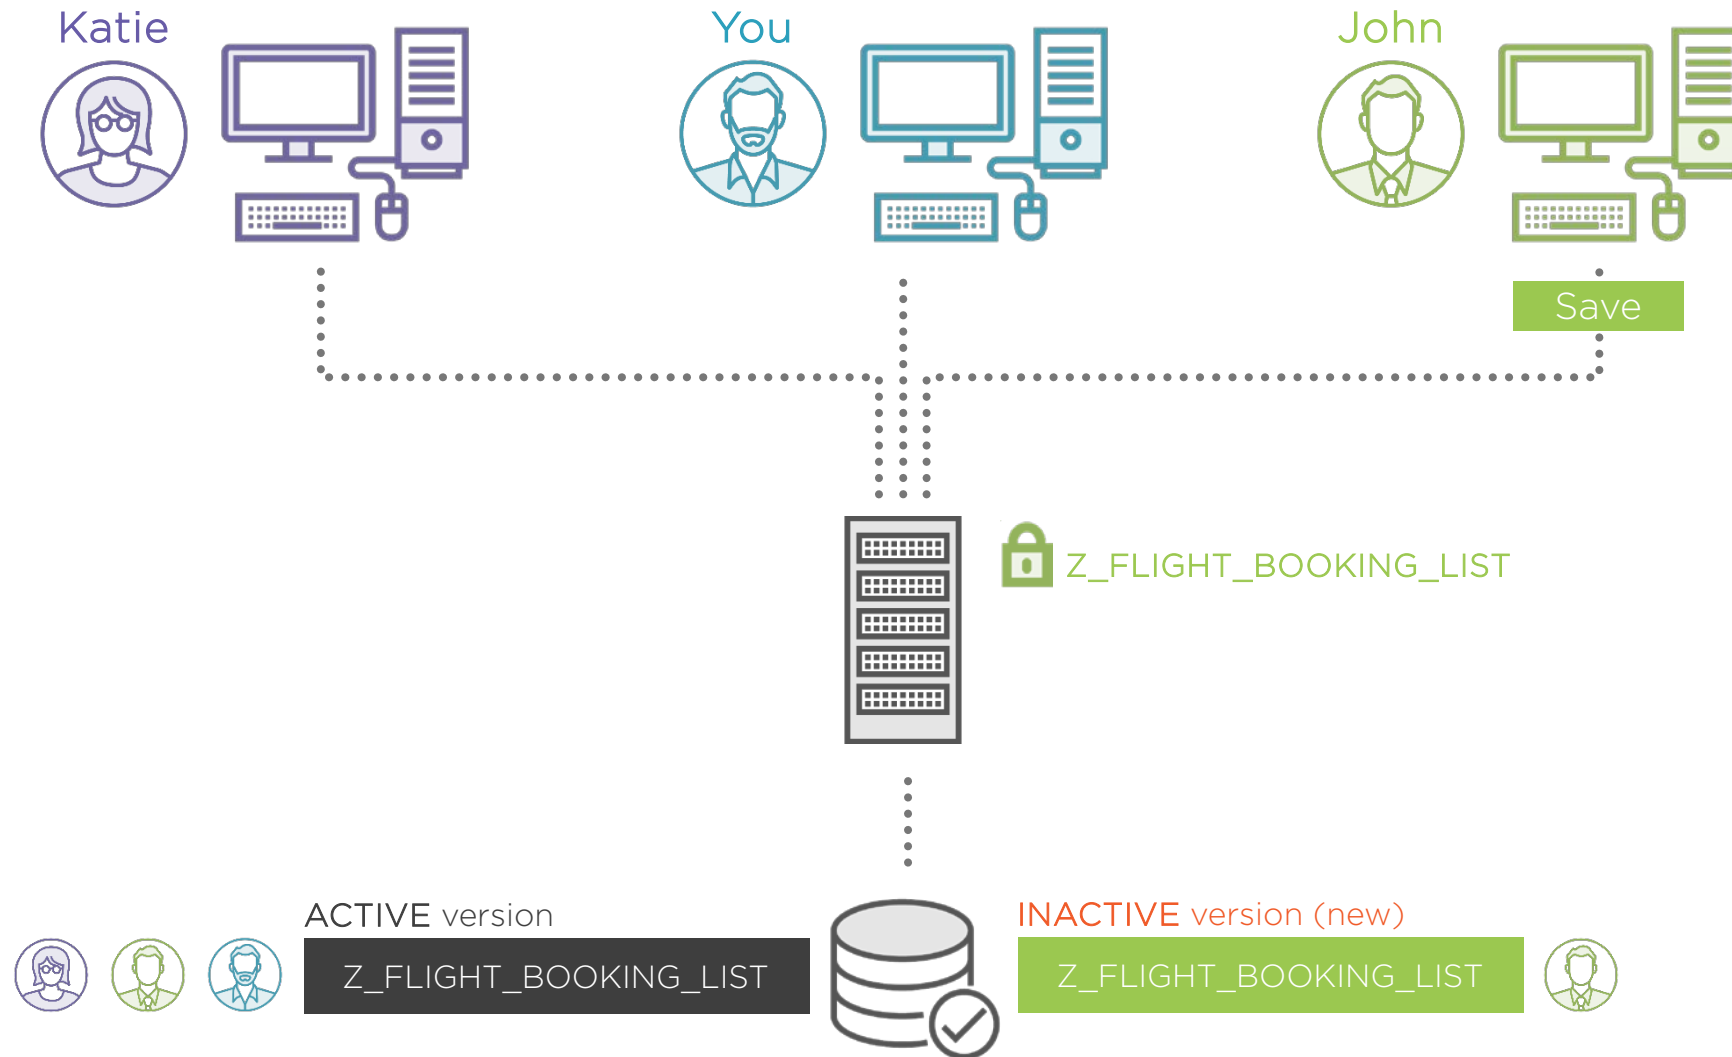 Katie
You
John
Save
Z_FLIGHT_BOOKING_LIST
ACTIVE version
INACTIVE version (new)
Z_FLIGHT_BOOKING_LIST
Z_FLIGHT_BOOKING_LIST